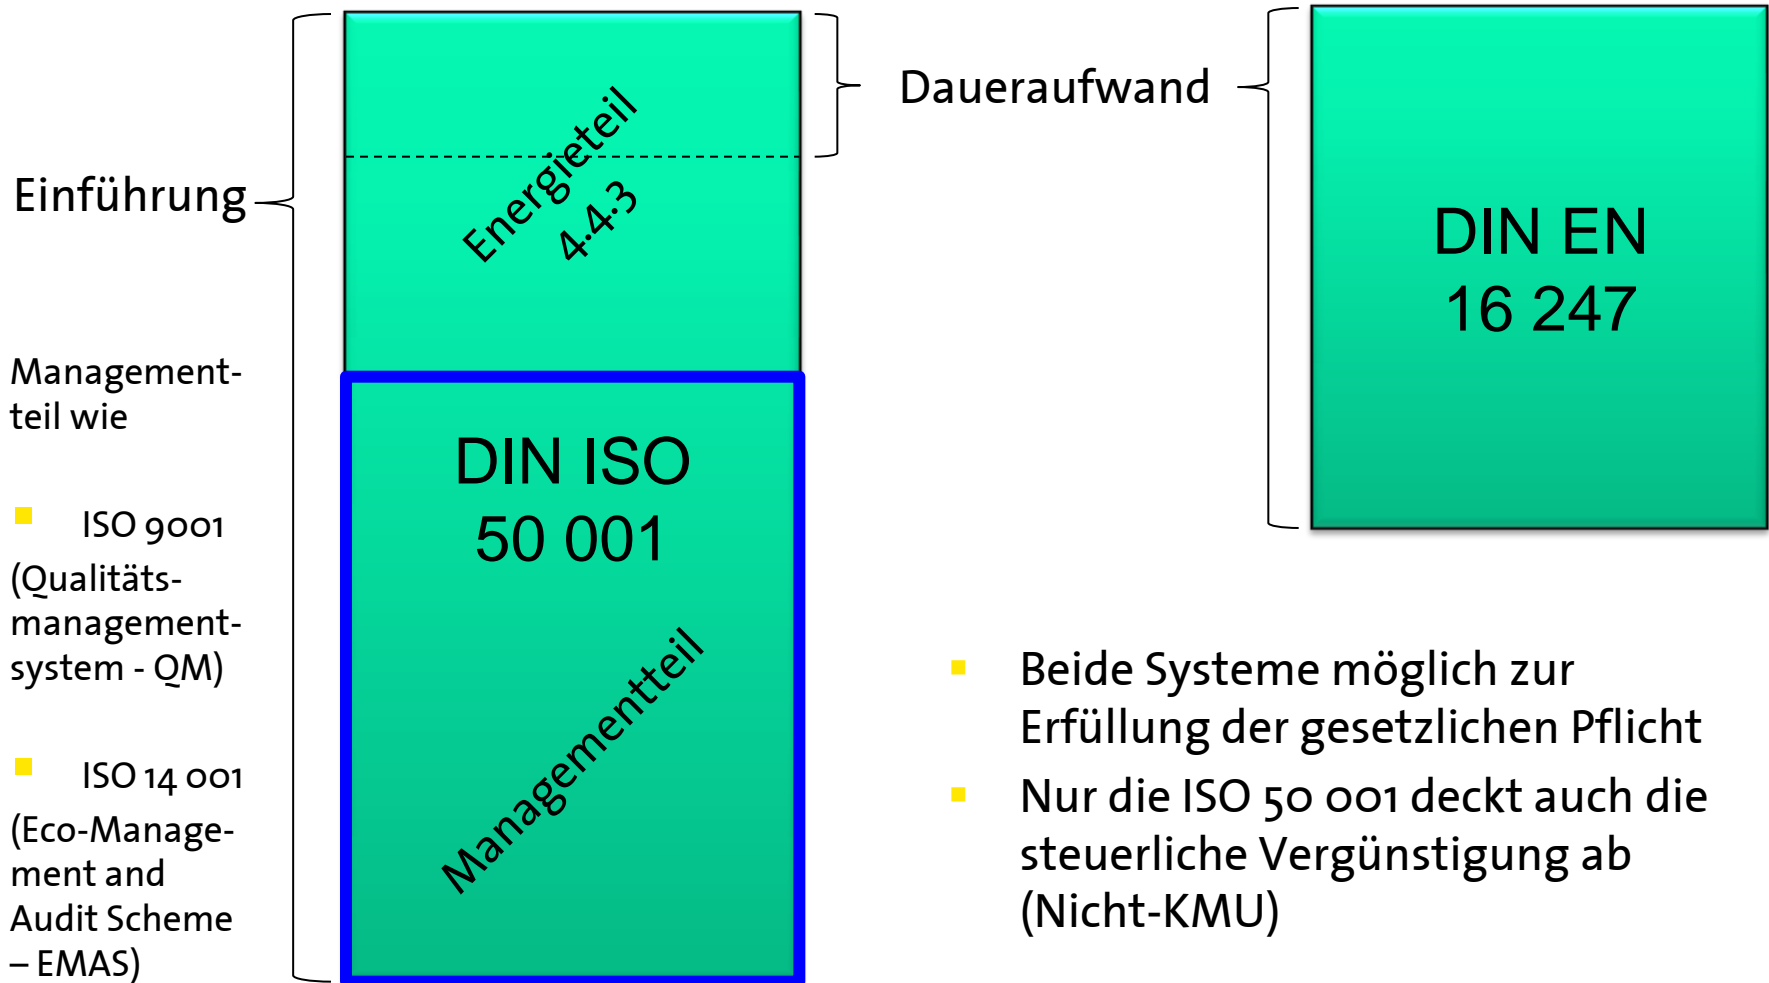 Einführung
Management-
teil wie
ISO 9001
(Qualitäts-
management-
system - QM)
ISO 14 001
(Eco-Manage-
ment and
Audit Scheme
– EMAS)
Energieteil
4.4.3
DIN ISO
50 001
Managementteil
Daueraufwand
DIN EN
16 247
Beide Systeme möglich zur
Erfüllung der gesetzlichen Pflicht
Nur die ISO 50 001 deckt auch die
steuerliche Vergünstigung ab
(Nicht-KMU)